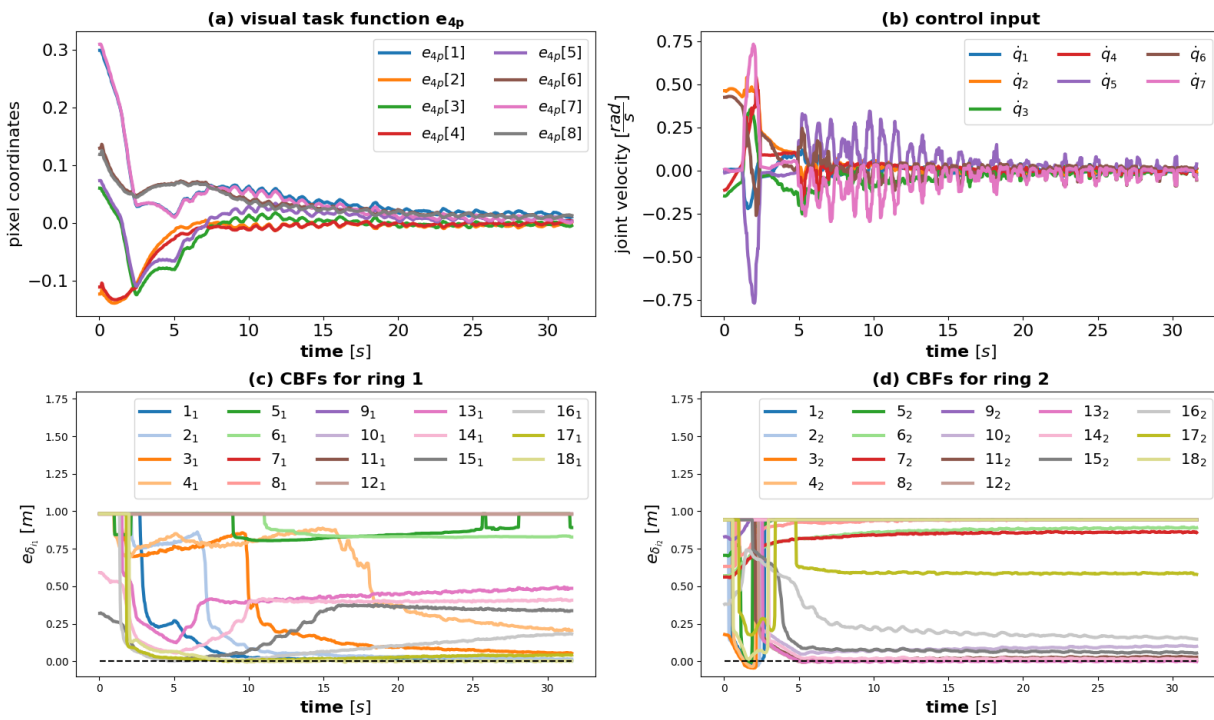 (a) visual task function e₄ₚ
pixel coordinates
0.3
0.2
0.1
0.0
−0.1
e₄ₚ[1]
e₄ₚ[2]
e₄ₚ[3]
e₄ₚ[4]
e₄ₚ[5]
e₄ₚ[6]
e₄ₚ[7]
e₄ₚ[8]
0 5 10 15 20 25 30
time [s]
(b) control input
joint velocity [rad/s]
0.75
0.50
0.25
0.00
−0.25
−0.50
−0.75
q̇₁
q̇₂
q̇₃
q̇₄
q̇₅
q̇₆
q̇₇
0 5 10 15 20 25 30
time [s]
(c) CBFs for ring 1
e_{δ_{i₁}} [m]
1.75
1.50
1.25
1.00
0.75
0.50
0.25
0.00
1₁
2₁
3₁
4₁
5₁
6₁
7₁
8₁
9₁
10₁
11₁
12₁
13₁
14₁
15₁
16₁
17₁
18₁
0 5 10 15 20 25 30
time [s]
(d) CBFs for ring 2
e_{δ_{i₂}} [m]
1.75
1.50
1.25
1.00
0.75
0.50
0.25
0.00
1₂
2₂
3₂
4₂
5₂
6₂
7₂
8₂
9₂
10₂
11₂
12₂
13₂
14₂
15₂
16₂
17₂
18₂
0 5 10 15 20 25 30
time [s]